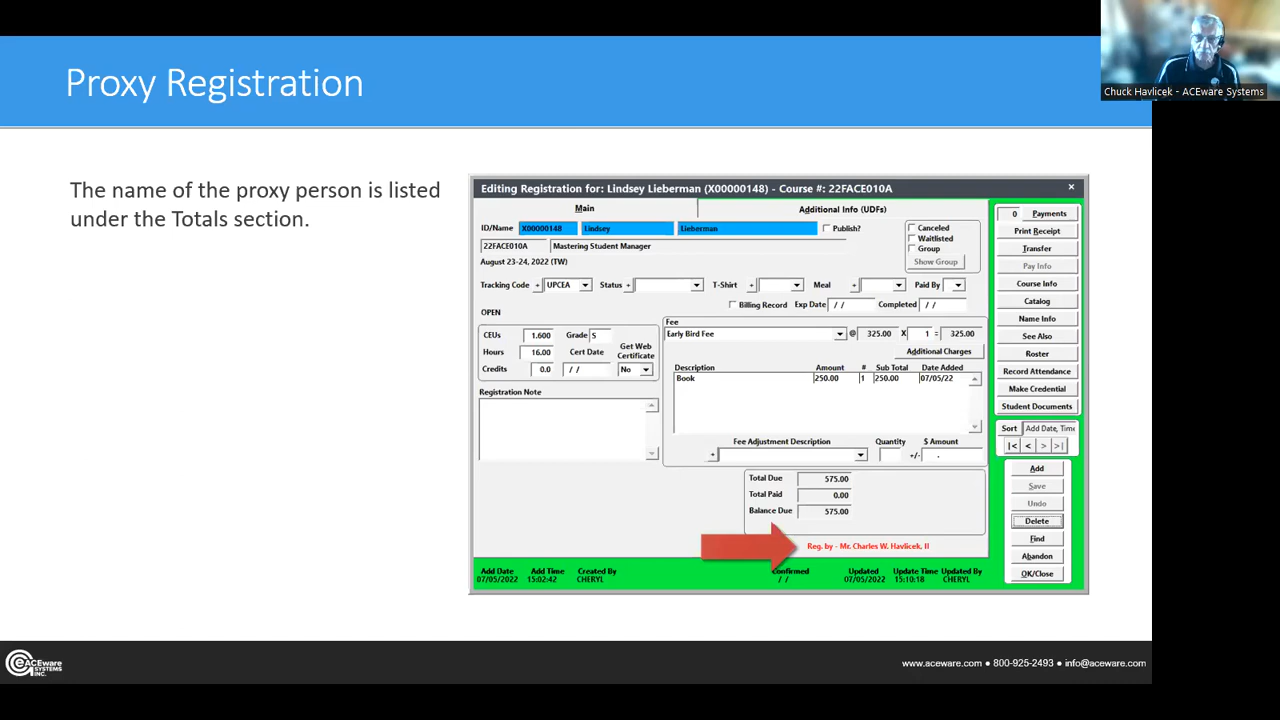 Proxy Registration
Chuck Havlicek - ACEware Systems
The name of the proxy person is listed
under the Totals section.
Editing Registration for: Lindsey Lieberman (X00000148) - Course #: 22FACE010A
Main
Additional Info (UDFs)
ID/Name X00000148 Lindsey Lieberman Publish?
22FACE010A Mastering Student Manager
August 23-24, 2022 (TW)
Canceled
Waitlisted
Group
Show Group
Tracking Code + UPCEA Status + T-Shirt + Meal + Paid By
Billing Record Exp Date / / Completed / /
OPEN
CEUs 1.600 Grade S
Hours 16.00 Cert Date
Credits 0.0 / /
Get Web
Certificate
No
Registration Note
Fee
Early Bird Fee @ 325.00 X 1 = 325.00
Additional Charges
Description Amount # Sub Total Date Added
Book 250.00 1 250.00 07/05/22
Fee Adjustment Description Quantity $ Amount
+ +/- .
Total Due 575.00
Total Paid 0.00
Balance Due 575.00
Reg. by - Mr. Charles W. Havlicek, II
Add Date Add Time Created By Confirmed Updated Update Time Updated By
07/05/2022 15:02:42 CHERYL / / 07/05/2022 15:10:18 CHERYL
0 Payments
Print Receipt
Transfer
Pay Info
Course Info
Catalog
Name Info
See Also
Roster
Record Attendance
Make Credential
Student Documents
Sort Add Date, Time
|< < > >|
Add
Save
Undo
Delete
Find
Abandon
OK/Close
ACEWARE
SYSTEMS
INC.
www.aceware.com ● 800-925-2493 ● info@aceware.com